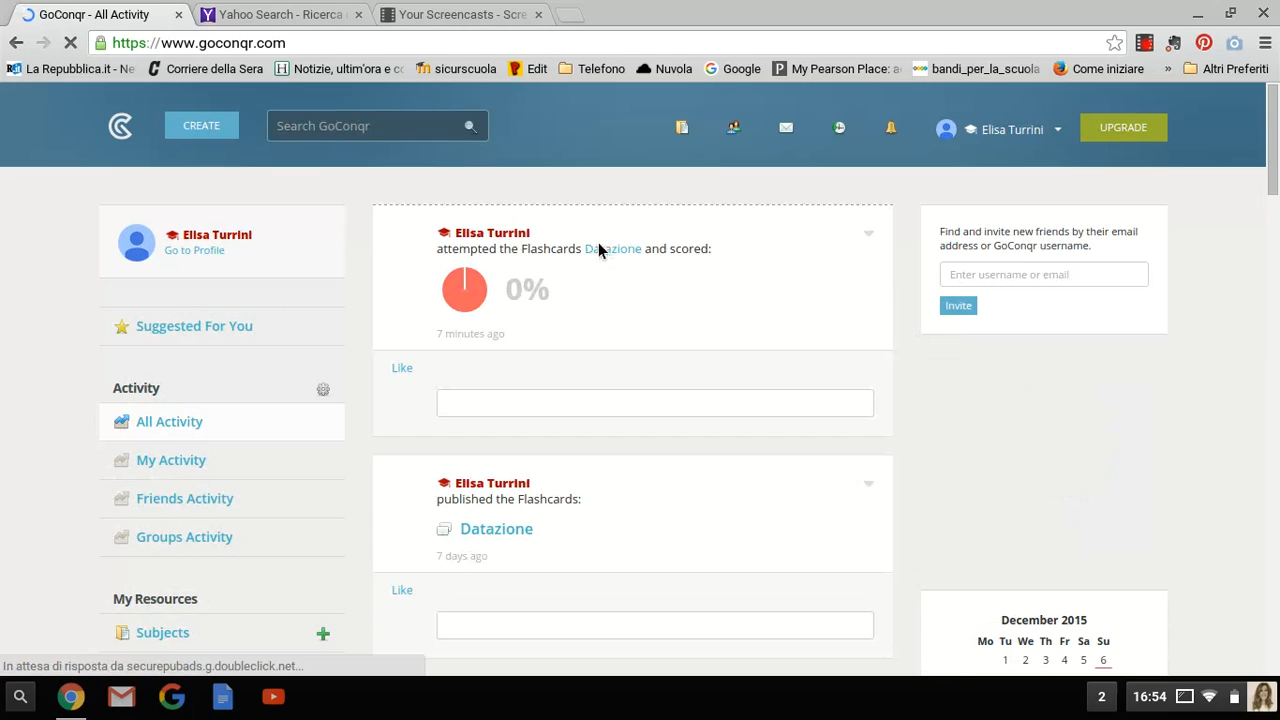 GoConqr - All Activity
Yahoo Search - Ricerca
Your Screencasts - Scre
https://www.goconqr.com
La Repubblica.it - Ne
Corriere della Sera
Notizie, ultim'ora e
sicurscuola
Edit
Telefono
Nuvola
Google
My Pearson Place: a
bandi_per_la_scuola
Come iniziare
»
Altri Preferiti
CREATE
Search GoConqr
Elisa Turrini
UPGRADE
Elisa Turrini
Go to Profile
Suggested For You
Activity
All Activity
My Activity
Friends Activity
Groups Activity
My Resources
Subjects
Elisa Turrini
attempted the Flashcards Datazione and scored:
0%
7 minutes ago
Like
Elisa Turrini
published the Flashcards:
Datazione
7 days ago
Like
Find and invite new friends by their email
address or GoConqr username.
Enter username or email
Invite
December 2015
Mo Tu We Th Fr Sa Su
1 2 3 4 5 6
In attesa di risposta da securepubads.g.doubleclick.net...
2
16:54